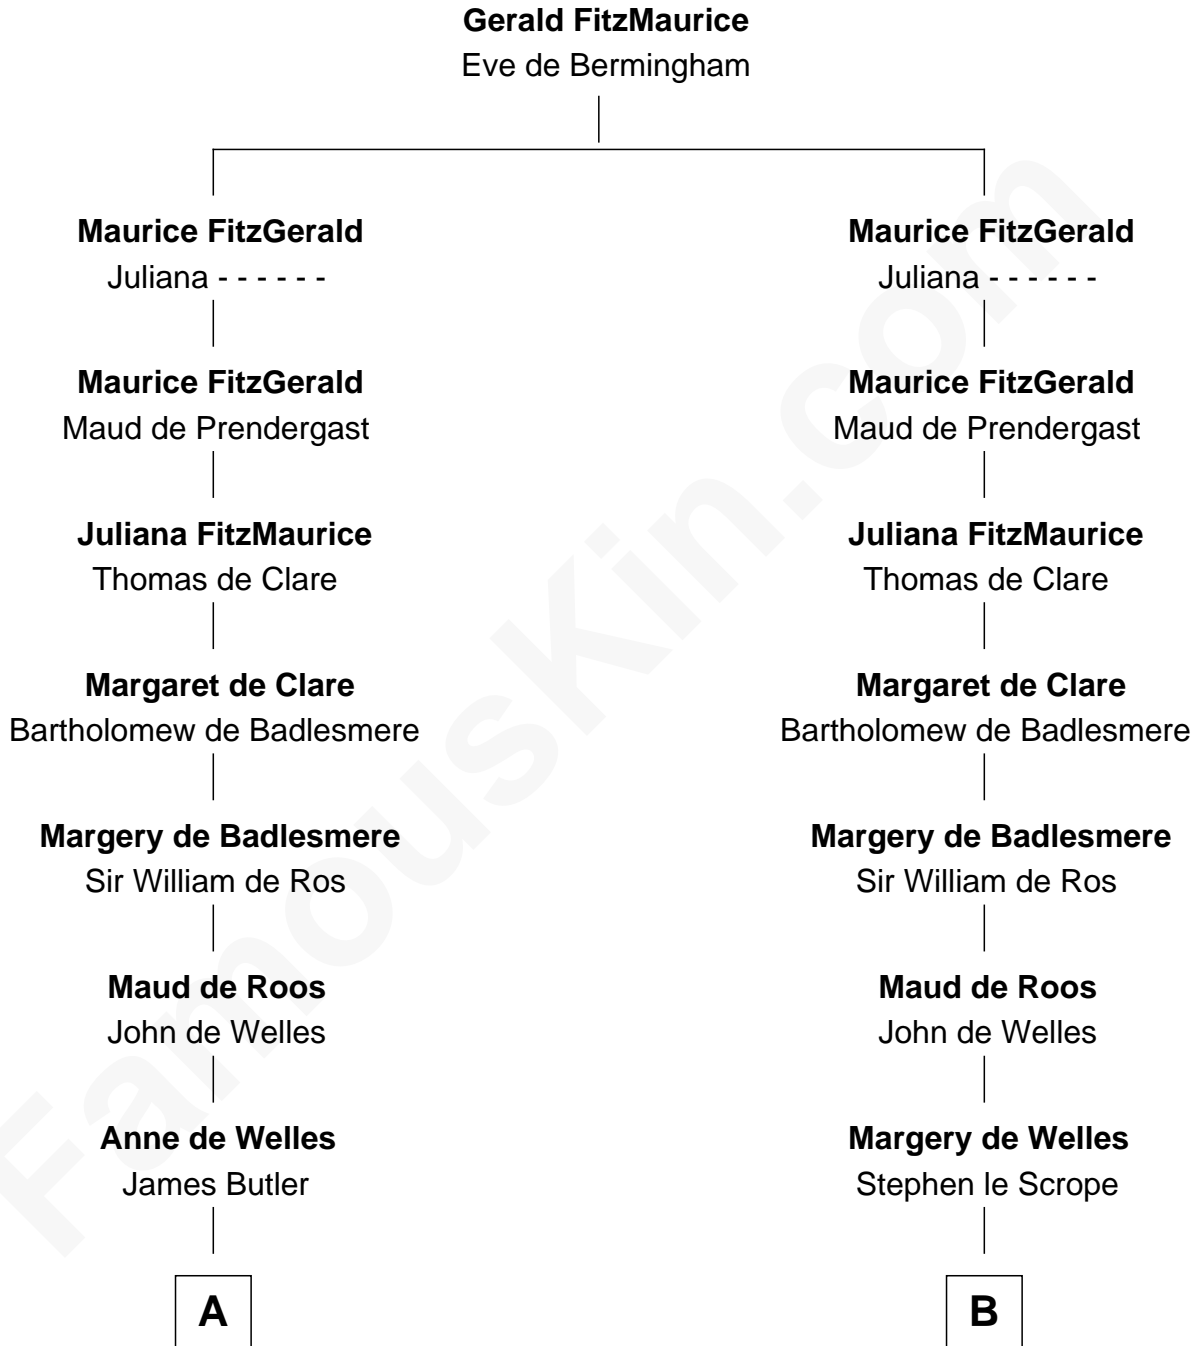 Gerald FitzMaurice
Eve de Bermingham
Maurice FitzGerald
Juliana - - - - - -
Maurice FitzGerald
Juliana - - - - - -
Maurice FitzGerald
Maud de Prendergast
Maurice FitzGerald
Maud de Prendergast
Juliana FitzMaurice
Thomas de Clare
Juliana FitzMaurice
Thomas de Clare
Margaret de Clare
Bartholomew de Badlesmere
Margaret de Clare
Bartholomew de Badlesmere
Margery de Badlesmere
Sir William de Ros
Margery de Badlesmere
Sir William de Ros
Maud de Roos
John de Welles
Maud de Roos
John de Welles
Anne de Welles
James Butler
Margery de Welles
Stephen le Scrope
A
B
FamousKin.com